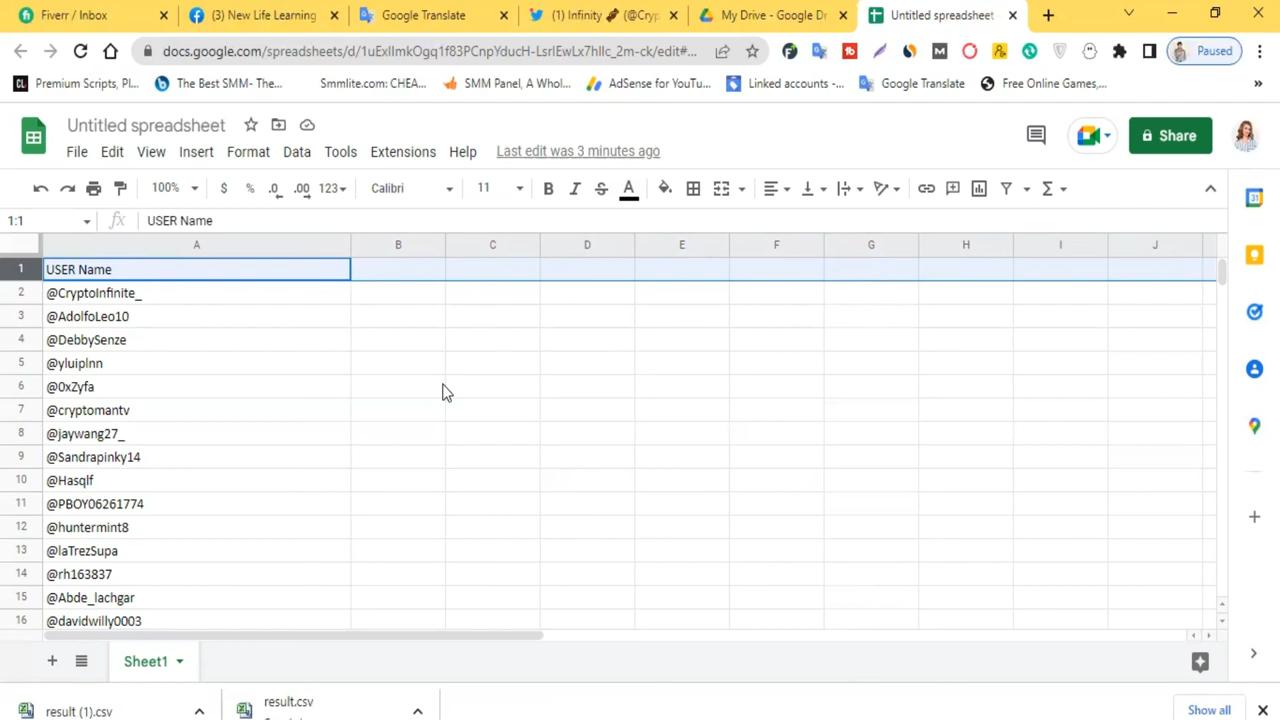 Fiverr / Inbox
(3) New Life Learning
Google Translate
(1) Infinity 🚀 (@Cryp
My Drive - Google Dr
Untitled spreadsheet
docs.google.com/spreadsheets/d/
Paused
Premium Scripts, Pl...
The Best SMM- The...
Smmlite.com: CHEA...
SMM Panel, A Whol...
AdSense for YouTu...
Linked accounts -...
Google Translate
Free Online Games,...
Untitled spreadsheet
Share
File Edit View Insert Format Data Tools Extensions Help Last edit was 3 minutes ago
100% $ % .0 .00 123 Calibri 11 B I S A
1:1 fx USER Name
A B C D E F G H I J
1 USER Name
2 @CryptoInfinite_
3 @AdolfoLeo10
4 @DebbySenze
5 @yluiplnn
6 @0xZyfa
7 @cryptomantv
8 @jaywang27_
9 @Sandrapinky14
10 @Hasqlf
11 @PBOY06261774
12 @huntermint8
13 @laTrezSupa
14 @rh163837
15 @Abde_lachgar
16 @davidwilly0003
Sheet1
result (1).csv
result.csv
Show all